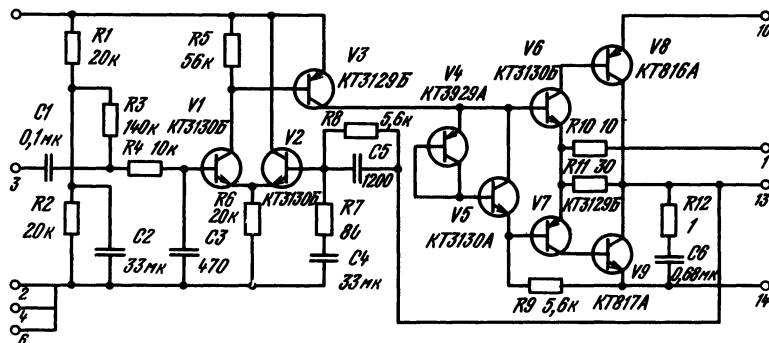 R1
20к
R5
56к
V3
КТ3129Б
V6
КТ3130Б
V8
КТ816А
10
V4
КТ3929А
C1
0,1мк
R3
140к
V1
КТ3130Б
R4 10к
V2
R8
5,6к
C5
1200
R10 10
1
3
R11 30
13
R6
20к
КТ3130Б
R7
80
V5
КТ3130А
V7
КТ3129Б
R12
1
R2
20к
C2
33мк
C3
470
C4
33мк
V9
КТ817А
C6
0,68мк
R9 5,6к
14
2
4
6